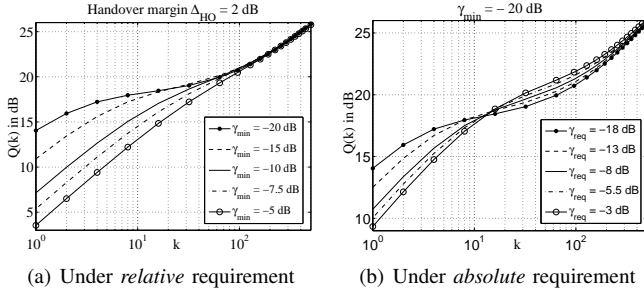 Handover margin Δ_HO = 2 dB
Q(k) in dB
25
20
15
10
5
γ_min = −20 dB
γ_min = −15 dB
γ_min = −10 dB
γ_min = −7.5 dB
γ_min = −5 dB
10^0
10^1
k
10^2
(a) Under relative requirement
γ_min = − 20 dB
Q(k) in dB
25
20
15
10
γ_req = −18 dB
γ_req = −13 dB
γ_req = −8 dB
γ_req = −5.5 dB
γ_req = −3 dB
10^0
10^1
k
10^2
(b) Under absolute requirement